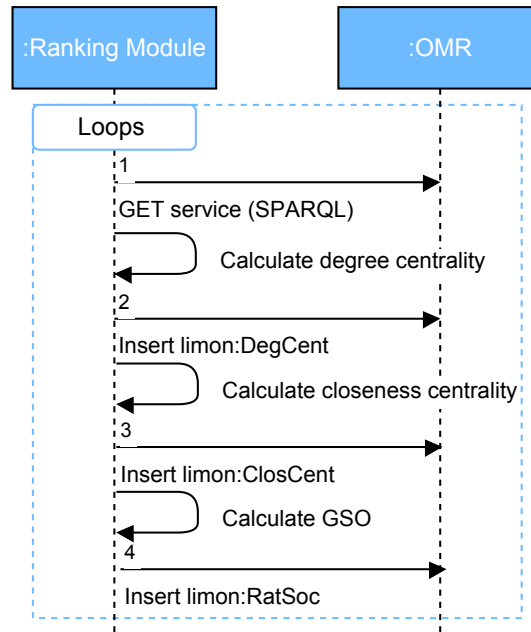 :Ranking Module
:OMR
Loops
1
GET service (SPARQL)
Calculate degree centrality
2
Insert limon:DegCent
Calculate closeness centrality
3
Insert limon:ClosCent
Calculate GSO
4
Insert limon:RatSoc